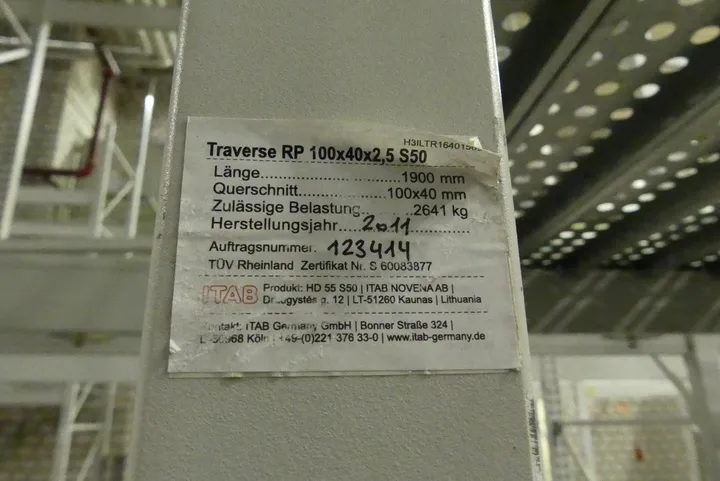 H3ILTR
Traverse RP 100x40x2,5 S50
Länge....................1900 mm
Querschnitt....................100x40 mm
Zulässige Belastung..........2641 kg
Herstellungsjahr.....2011
Auftragsnummer. 123414
TÜV Rheinland Zertifikat Nr. S 60083877
ITAB Produkt: HD 55 S50 | ITAB NOVENA AB |
g. 12 | LT-51260 Kaunas | Lithuania
Kontakt: ITAB Germany GmbH | Bonner Straße 324 |
Köln +49-(0)221 376 33-0 | www.itab-germany.de